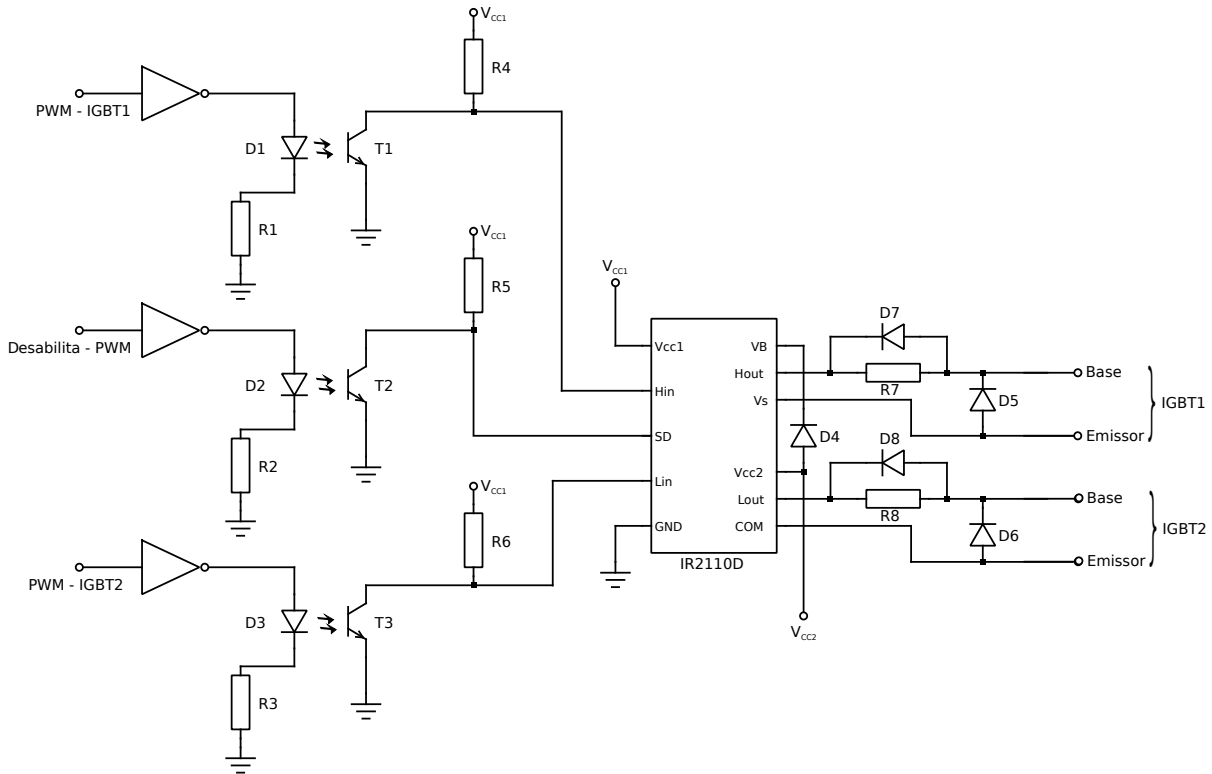 VCC1
R4
PWM - IGBT1
D1
T1
R1
VCC1
R5
Desabilita - PWM
D2
T2
R2
VCC1
R6
PWM - IGBT2
D3
T3
R3
VCC1
Vcc1
Hin
SD
Lin
GND
VB
Hout
Vs
Vcc2
Lout
COM
IR2110D
D4
VCC2
D7
R7
D5
Base
Emissor
IGBT1
D8
R8
D6
Base
Emissor
IGBT2